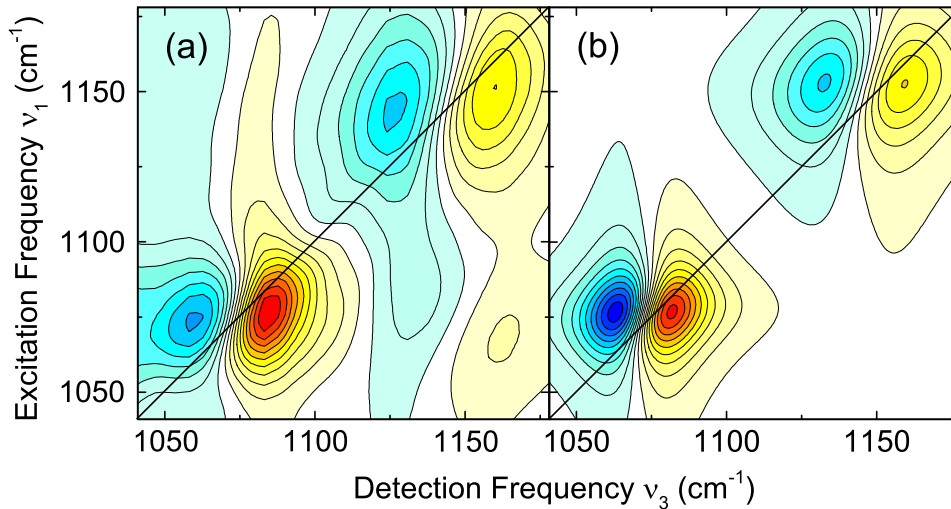 (a)
(b)
Excitation Frequency ν₁ (cm⁻¹)
1150
1100
1050
1050 1100 1150 1050 1100 1150
Detection Frequency ν₃ (cm⁻¹)